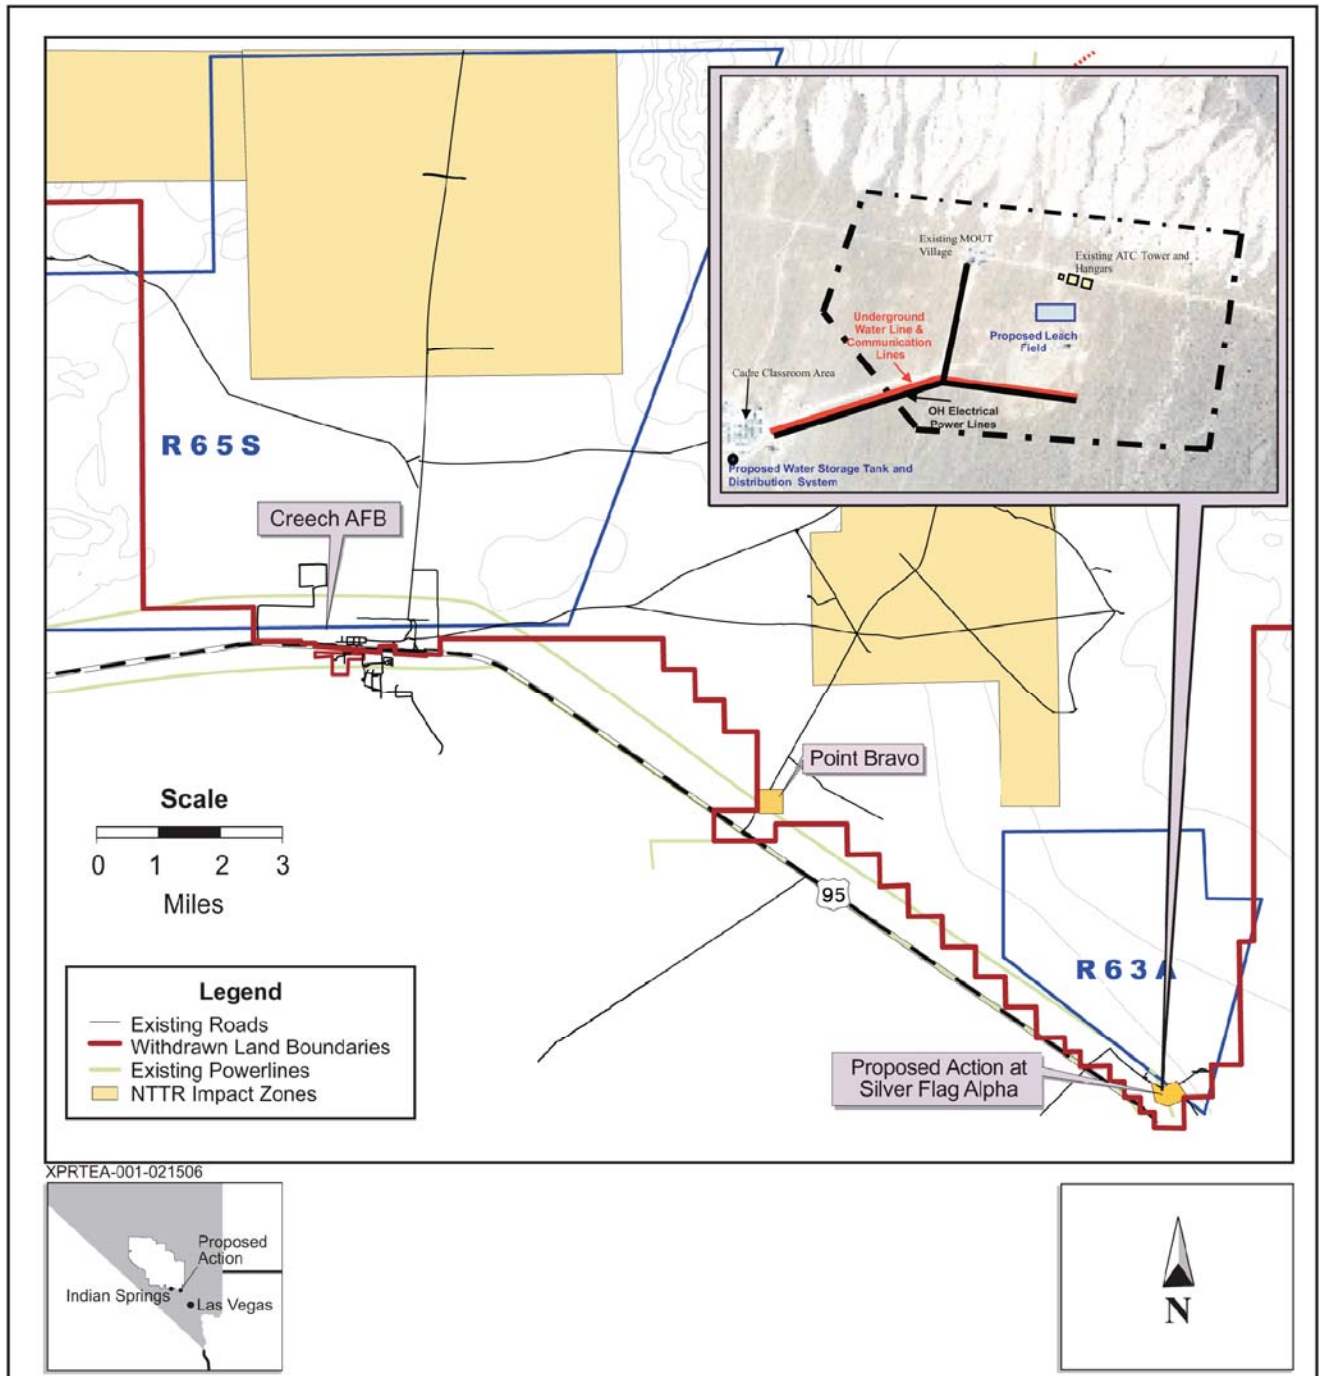 Existing MOUT
Village
Existing ATC Tower and
Hangars
Underground
Water Line &
Communication
Lines
Proposed Leach
Field
Cadre Classroom Area
OH Electrical
Power Lines
Proposed Water Storage Tank and
Distribution System
R65S
Creech AFB
Point Bravo
Scale
0 1 2 3
Miles
95
R63A
Legend
Existing Roads
Withdrawn Land Boundaries
Existing Powerlines
NTTR Impact Zones
Proposed Action at
Silver Flag Alpha
XPRTEA-001-021506
Proposed
Action
Indian Springs
Las Vegas
N